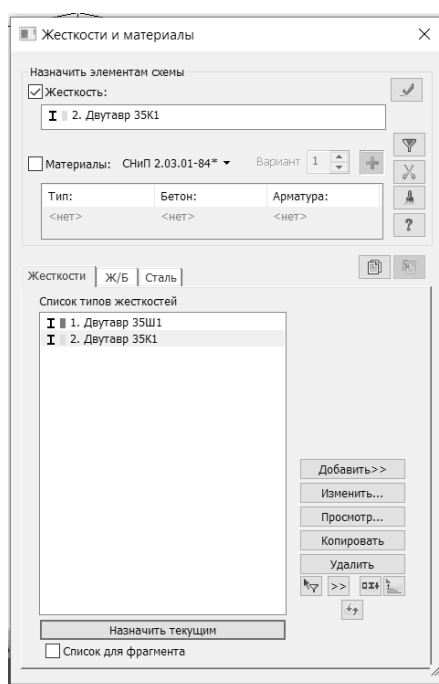 Жесткости и материалы
Назначить элементам схемы
Жесткость:
2. Двутавр 35К1
Материалы: СНиП 2.03.01-84* Вариант 1
Тип: Бетон: Арматура:
<нет> <нет> <нет>
?
Жесткости Ж/Б Сталь
Список типов жесткостей
1. Двутавр 35Ш1
2. Двутавр 35К1
Добавить>>
Изменить...
Просмотр...
Копировать
Удалить
>>
Назначить текущим
Список для фрагмента